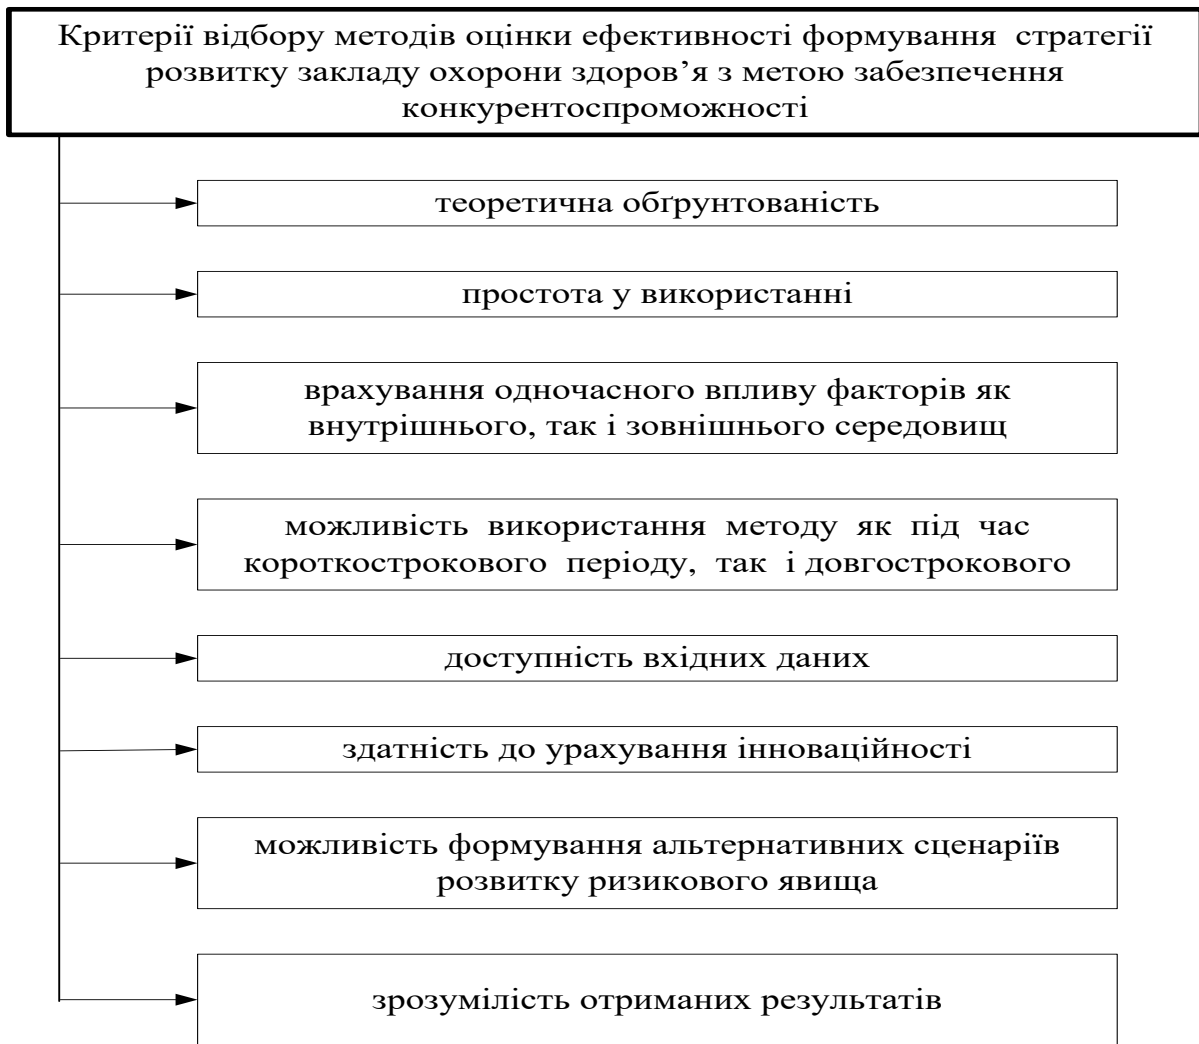 Критерії відбору методів оцінки ефективності формування стратегії
розвитку закладу охорони здоров’я з метою забезпечення
конкурентоспроможності
теоретична обґрунтованість
простота у використанні
врахування одночасного впливу факторів як
внутрішнього, так і зовнішнього середовищ
можливість використання методу як під час
короткострокового періоду, так і довгострокового
доступність вхідних даних
здатність до урахування інноваційності
можливість формування альтернативних сценаріїв
розвитку ризикового явища
зрозумілість отриманих результатів